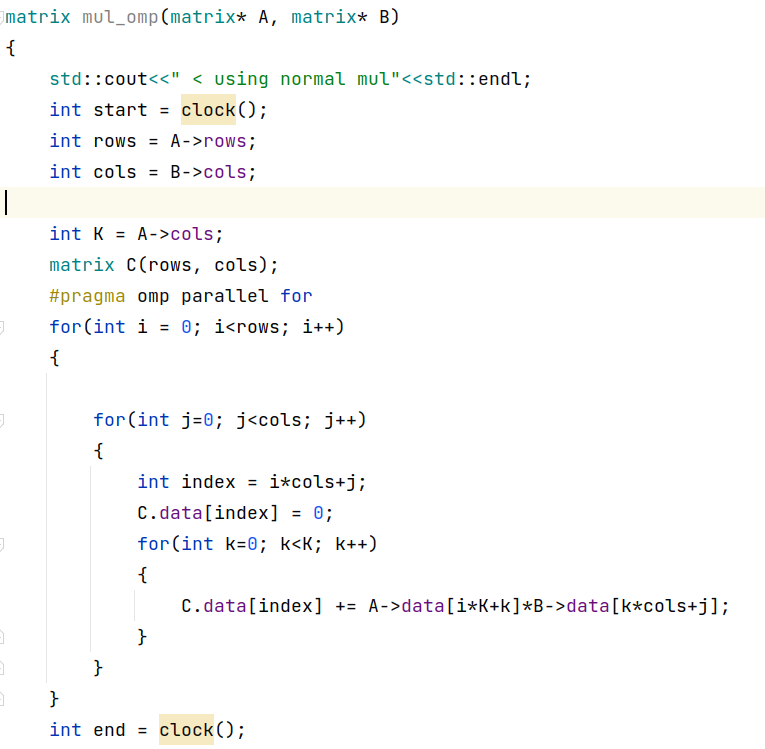 matrix mul_omp(matrix* A, matrix* B)
{
    std::cout<<" < using normal mul"<<std::endl;
    int start = clock();
    int rows = A->rows;
    int cols = B->cols;

    int K = A->cols;
    matrix C(rows, cols);
    #pragma omp parallel for
    for(int i = 0; i<rows; i++)
    {

        for(int j=0; j<cols; j++)
        {
            int index = i*cols+j;
            C.data[index] = 0;
            for(int k=0; k<K; k++)
            {
                C.data[index] += A->data[i*K+k]*B->data[k*cols+j];
            }
        }
    }
    int end = clock();